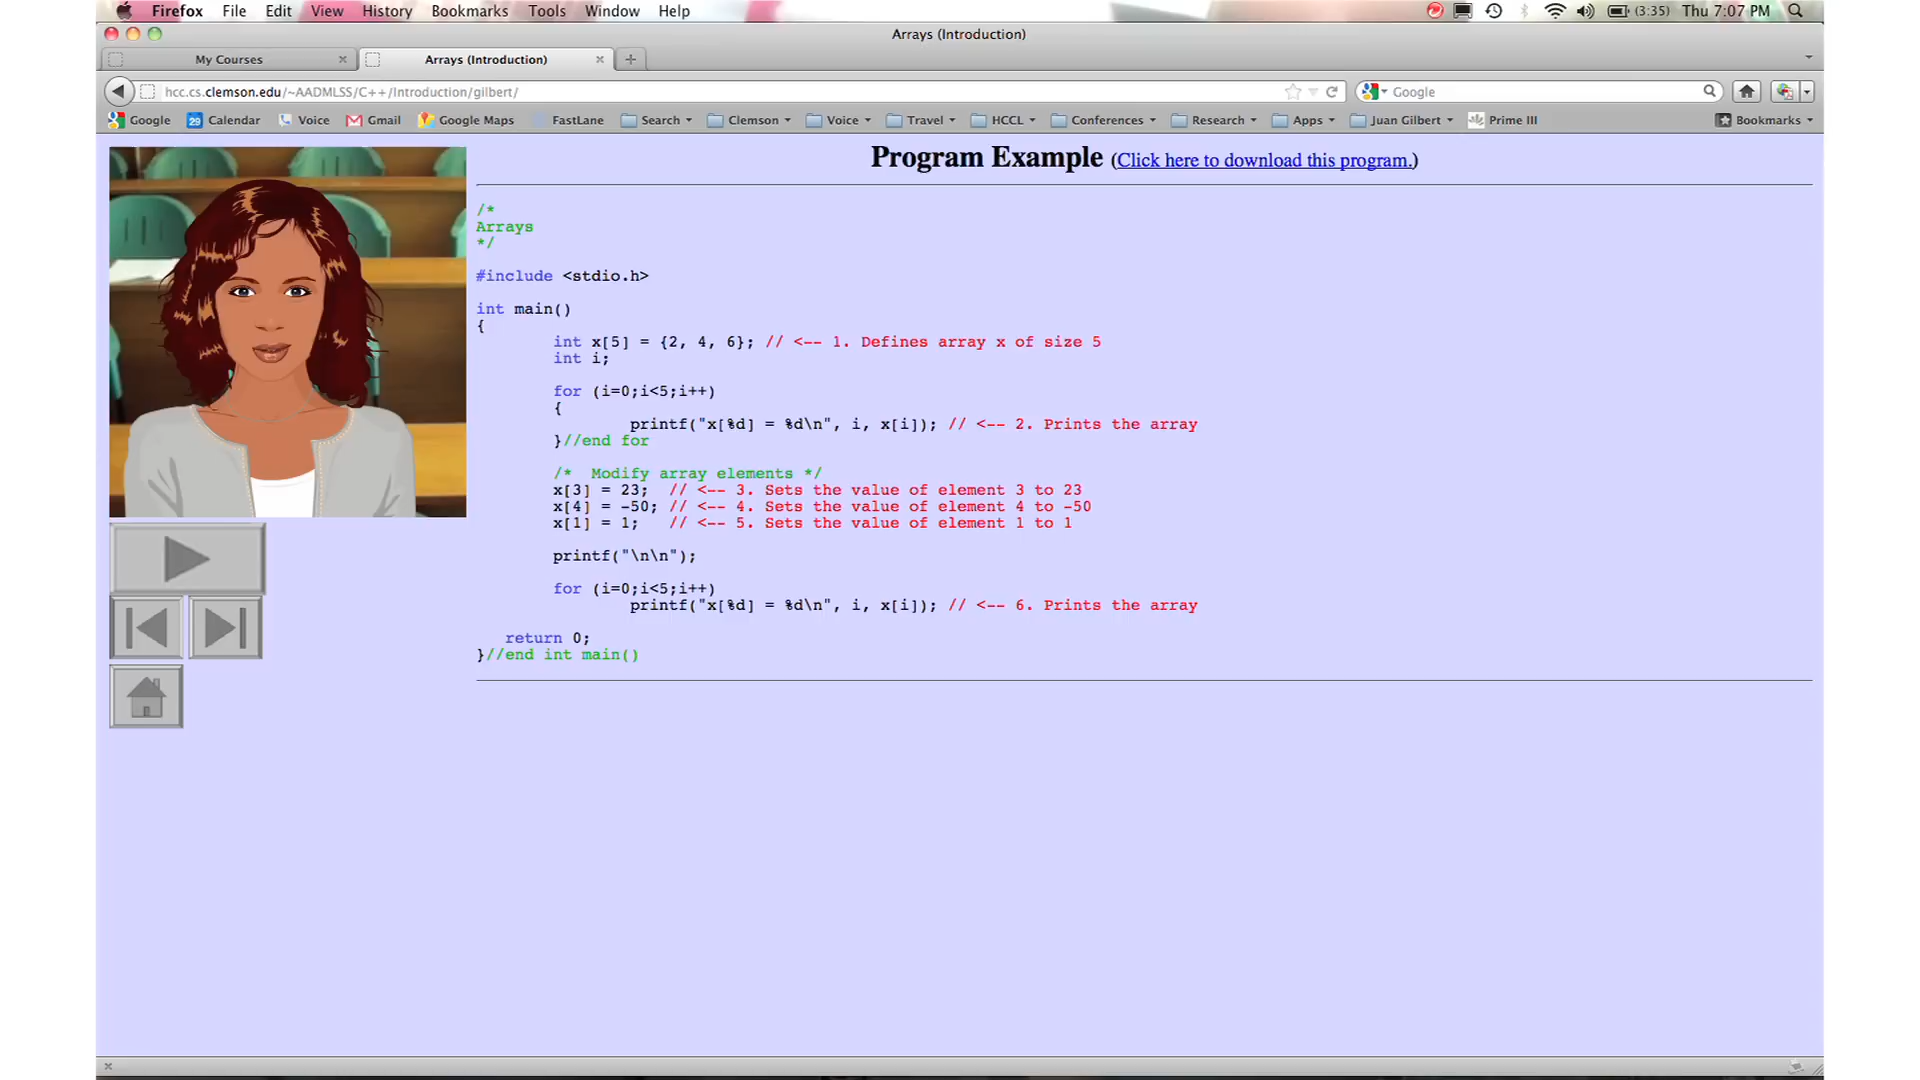 Firefox File Edit View History Bookmarks Tools Window Help (3:35) Thu 7:07 PM
Arrays (Introduction)
My Courses Arrays (Introduction)
hcc.cs.clemson.edu/~AADMLSS/C++/Introduction/gilbert/ Google
Google 29 Calendar Voice Gmail Google Maps FastLane Search Clemson Voice Travel HCCL Conferences Research Apps Juan Gilbert Prime III Bookmarks
Program Example (Click here to download this program.)
/*
Arrays
*/
#include <stdio.h>
int main()
{
int x[5] = {2, 4, 6}; // <-- 1. Defines array x of size 5
int i;
for (i=0;i<5;i++)
{
printf("x[%d] = %d\n", i, x[i]); // <-- 2. Prints the array
}//end for
/* Modify array elements */
x[3] = 23; // <-- 3. Sets the value of element 3 to 23
x[4] = -50; // <-- 4. Sets the value of element 4 to -50
x[1] = 1; // <-- 5. Sets the value of element 1 to 1
printf("\n\n");
for (i=0;i<5;i++)
printf("x[%d] = %d\n", i, x[i]); // <-- 6. Prints the array
return 0;
}//end int main()